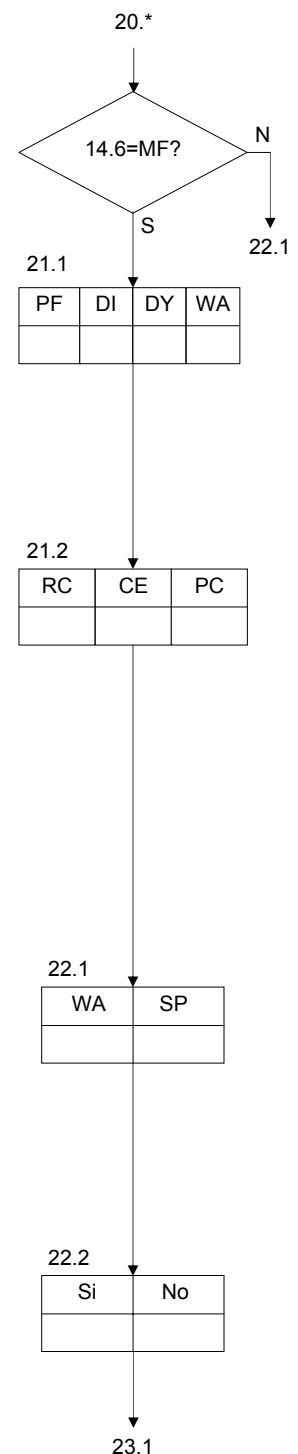 20.*
14.6=MF?
N
S
22.1
21.1
PF DI DY WA
21.2
RC CE PC
22.1
WA SP
22.2
Si No
23.1